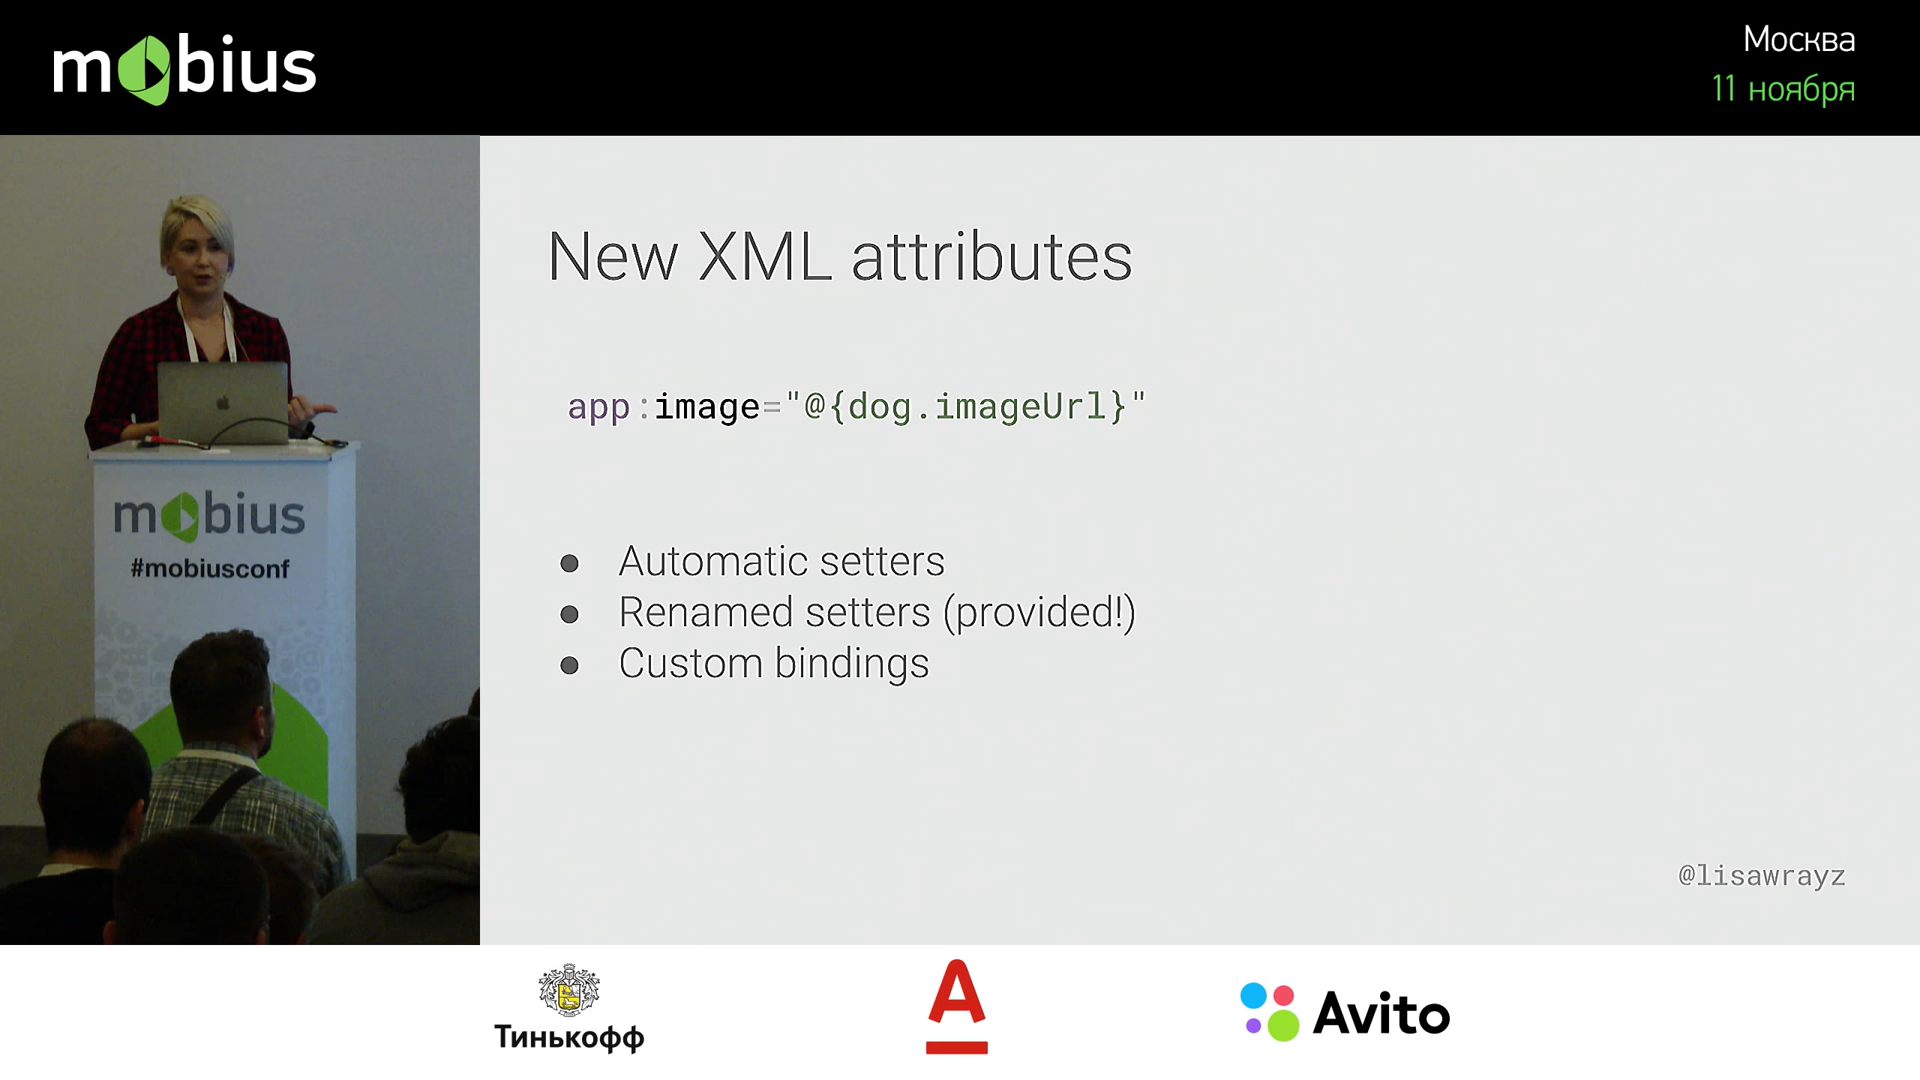 mobius
Москва
11 ноября
New XML attributes
app:image="@{dog.imageUrl}"
● Automatic setters
● Renamed setters (provided!)
● Custom bindings
@lisawrayz
mobius
#mobiusconf
Тинькофф
А
Avito